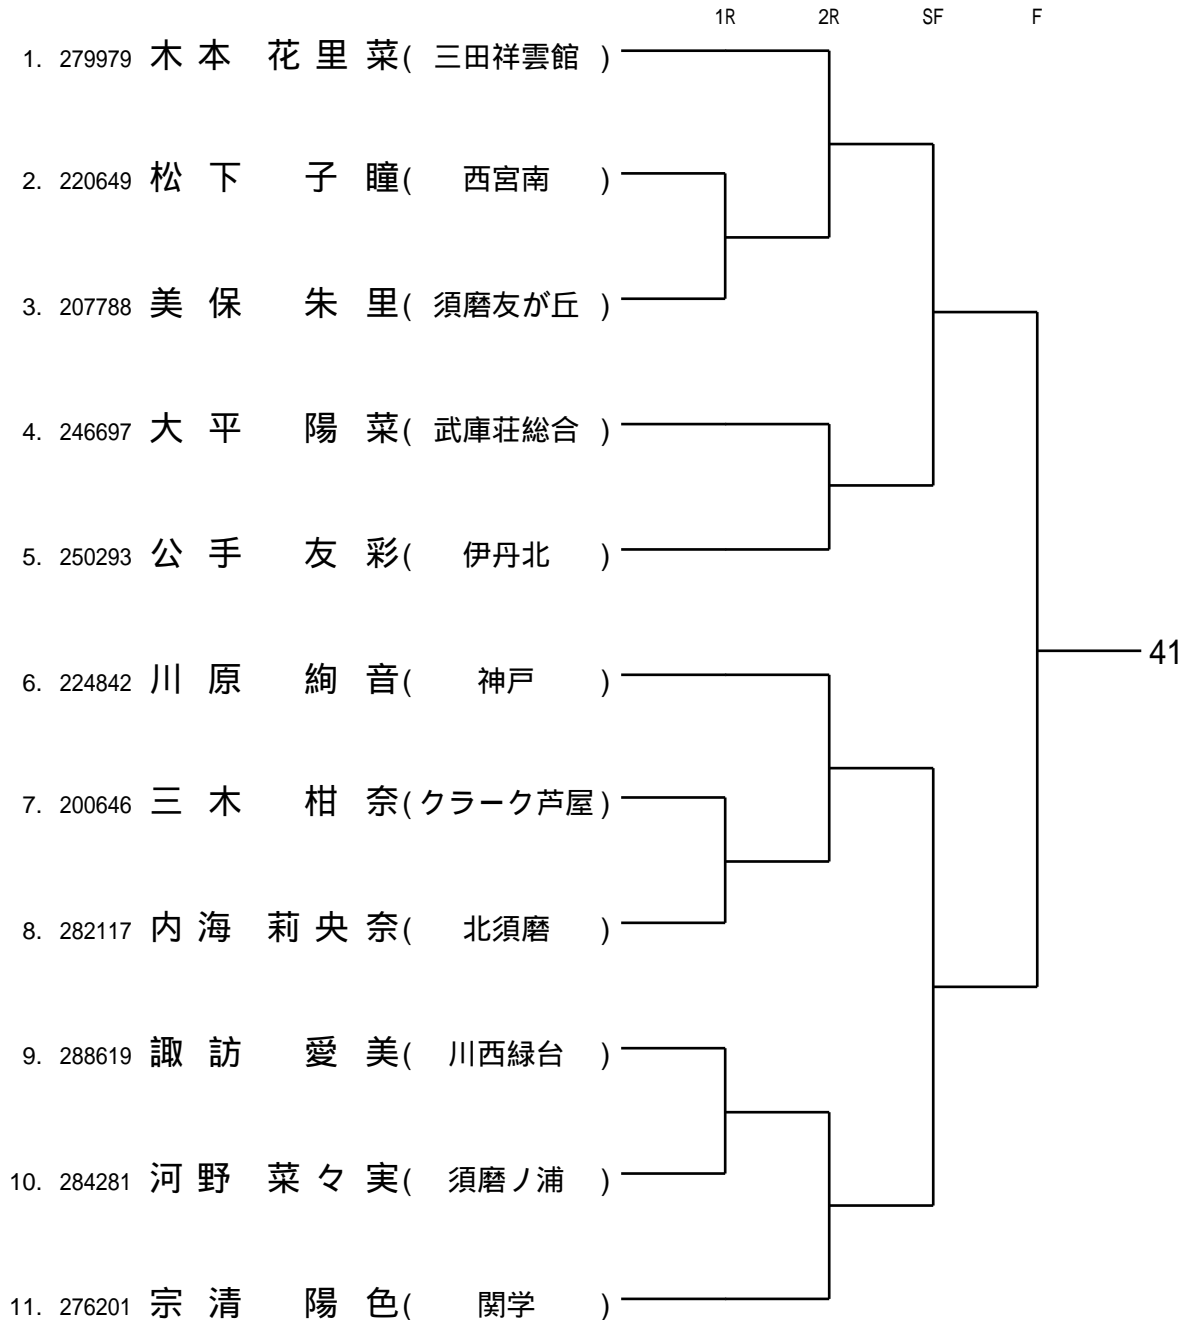 1R 2R SF F
1. 279979 木本 花里菜( 三田祥雲館 )
2. 220649 松下 子瞳( 西宮南 )
3. 207788 美保 朱里( 須磨友が丘 )
4. 246697 大平 陽菜( 武庫荘総合 )
5. 250293 公手 友彩( 伊丹北 )
41
6. 224842 川原 絢音( 神戸 )
7. 200646 三木 柑奈( クラーク芦屋 )
8. 282117 内海 莉央奈( 北須磨 )
9. 288619 諏訪 愛美( 川西緑台 )
10. 284281 河野 菜々実( 須磨ノ浦 )
11. 276201 宗清 陽色( 関学 )